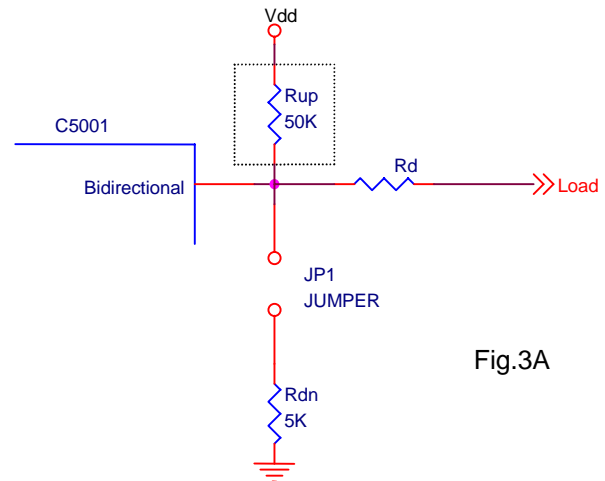 Vdd
Rup
50K
C5001
Rd
Bidirectional
Load
JP1
JUMPER
Fig.3A
Rdn
5K